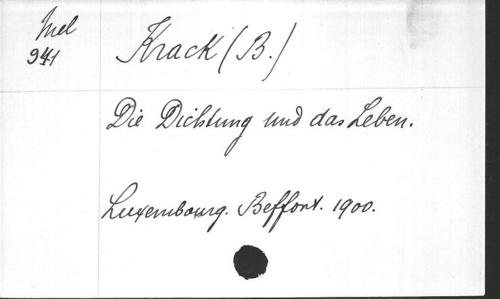 Mel
941
Krack (B.)
Die Dichtung und das Leben.
Luxembourg. Beffort. 1900.